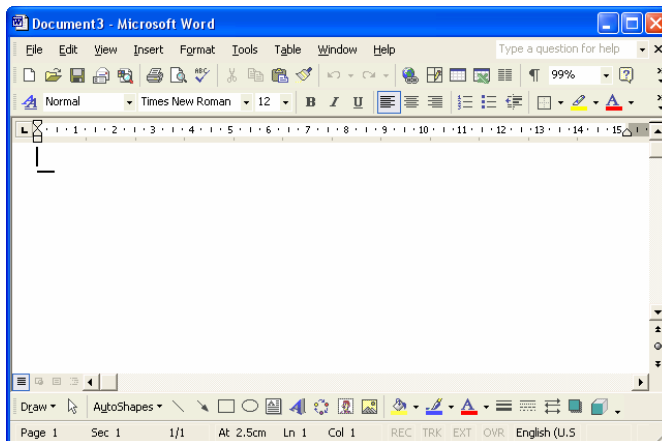 Document3 - Microsoft Word
File Edit View Insert Format Tools Table Window Help Type a question for help
ABC ¶ 99%
Normal Times New Roman 12 B I U A
1 2 3 4 5 6 7 8 9 10 11 12 13 14 15
Draw AutoShapes A
Page 1 Sec 1 1/1 At 2.5cm Ln 1 Col 1 REC TRK EXT OVR English (U.S